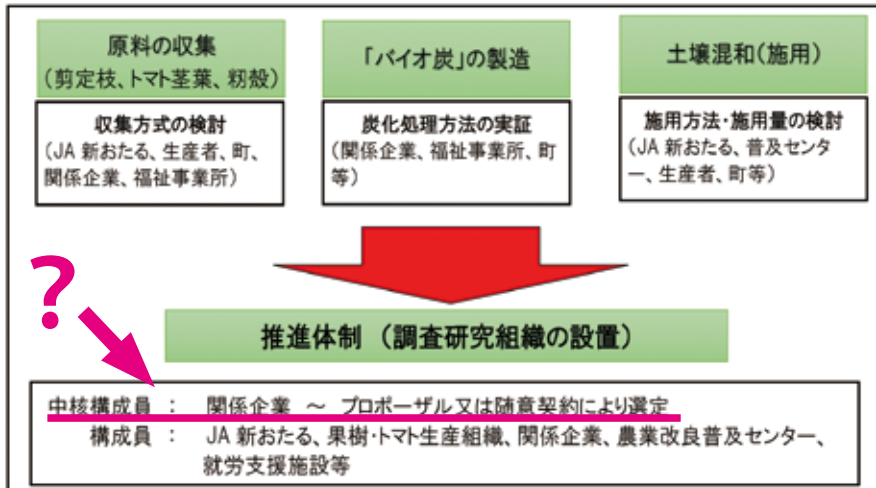 原料の収集
(剪定枝、トマト茎葉、籾殻)
収集方式の検討
(JA 新おたる、生産者、町、
関係企業、福祉事業所)
「バイオ炭」の製造
炭化処理方法の実証
(関係企業、福祉事業所、町
等)
土壌混和(施用)
施用方法・施用量の検討
(JA 新おたる、普及センタ
ー、生産者、町等)
?
推進体制 (調査研究組織の設置)
中核構成員 : 関係企業 ~ プロポーザル又は随意契約により選定
構成員 : JA 新おたる、果樹・トマト生産組織、関係企業、農業改良普及センター、
就労支援施設等